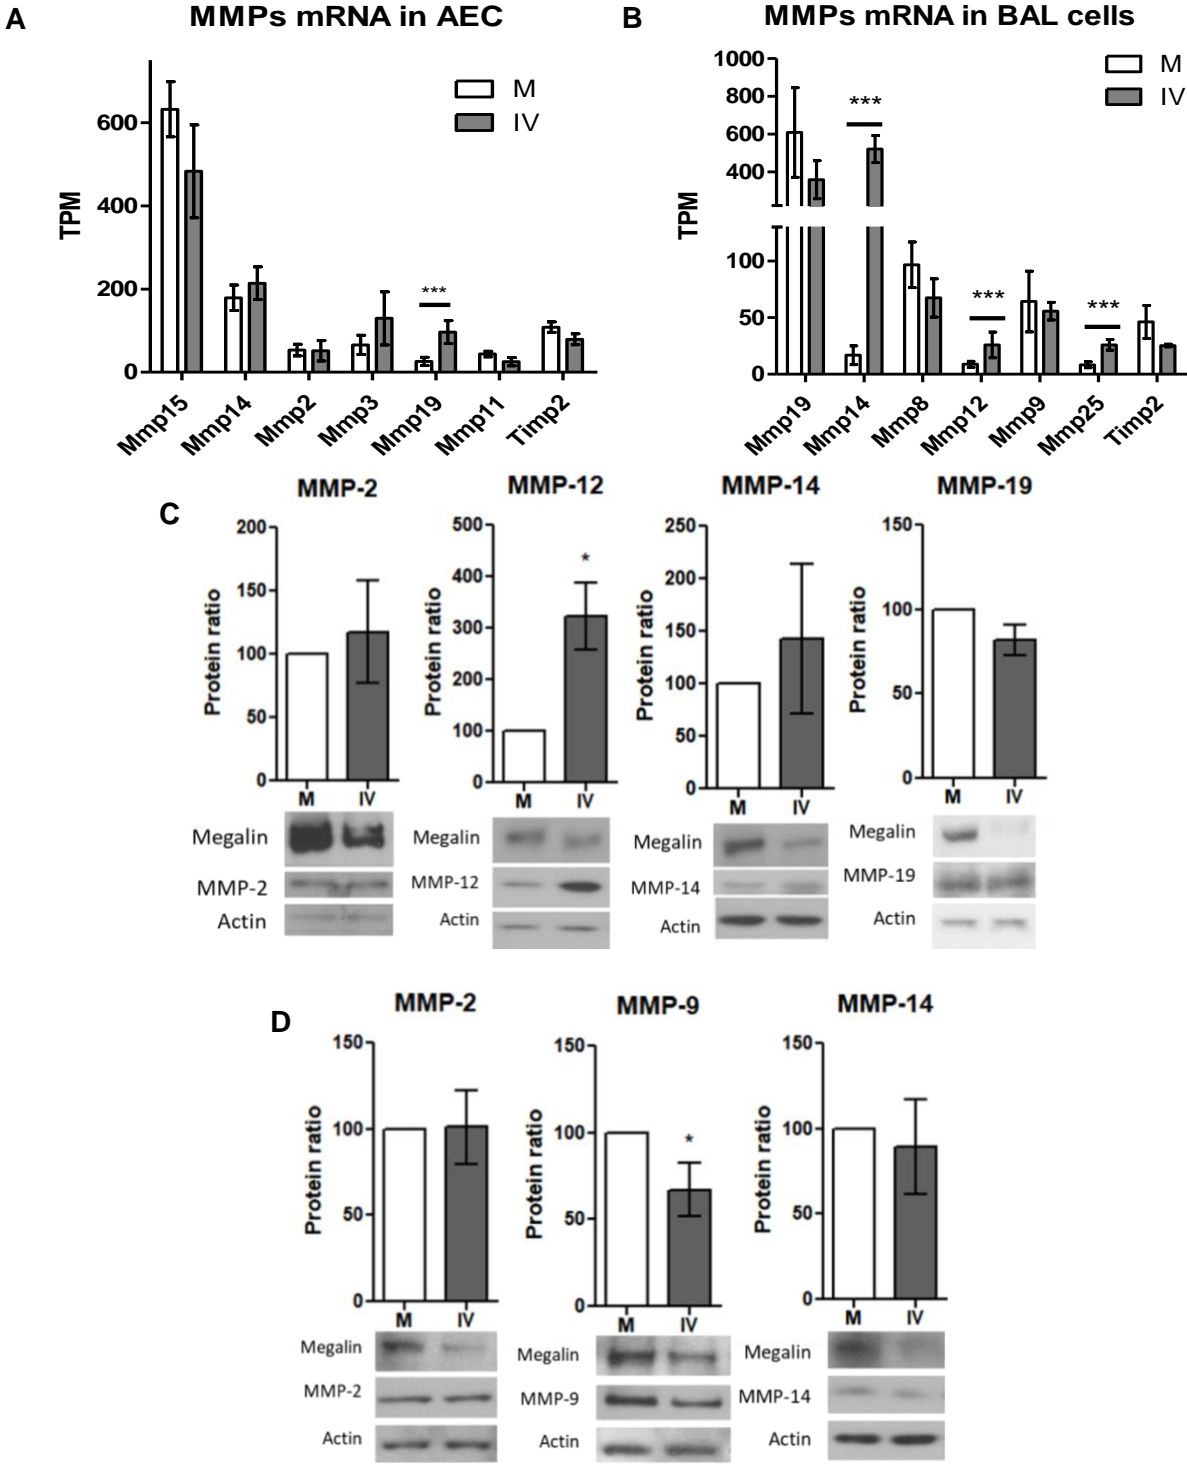 A
MMPs mRNA in AEC
TPM
600
400
200
0
M
IV
***
Mmp15
Mmp14
Mmp2
Mmp3
Mmp19
Mmp11
Timp2
B
MMPs mRNA in BAL cells
TPM
1000
800
600
400
100
50
0
M
IV
***
***
***
Mmp19
Mmp14
Mmp8
Mmp12
Mmp9
Mmp25
Timp2
C
MMP-2
Protein ratio
200
150
100
50
0
M IV
Megalin
MMP-2
Actin
MMP-12
Protein ratio
500
400
300
200
100
0
*
M IV
Megalin
MMP-12
Actin
MMP-14
Protein ratio
250
200
150
100
50
0
M IV
Megalin
MMP-14
Actin
MMP-19
Protein ratio
150
100
50
0
M IV
Megalin
MMP-19
Actin
D
MMP-2
Protein ratio
150
100
50
0
M IV
Megalin
MMP-2
Actin
MMP-9
Protein ratio
150
100
50
0
*
M IV
Megalin
MMP-9
Actin
MMP-14
Protein ratio
150
100
50
0
M IV
Megalin
MMP-14
Actin